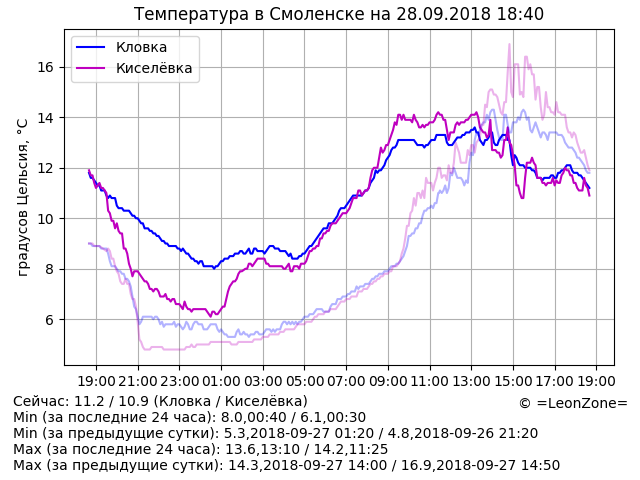 Температура в Смоленске на 28.09.2018 18:40
Кловка
Киселёвка
градусов Цельсия, °C
16
14
12
10
8
6
19:00 21:00 23:00 01:00 03:00 05:00 07:00 09:00 11:00 13:00 15:00 17:00 19:00
Сейчас: 11.2 / 10.9 (Кловка / Киселёвка)
© =LeonZone=
Min (за последние 24 часа): 8.0,00:40 / 6.1,00:30
Min (за предыдущие сутки): 5.3,2018-09-27 01:20 / 4.8,2018-09-26 21:20
Max (за последние 24 часа): 13.6,13:10 / 14.2,11:25
Max (за предыдущие сутки): 14.3,2018-09-27 14:00 / 16.9,2018-09-27 14:50